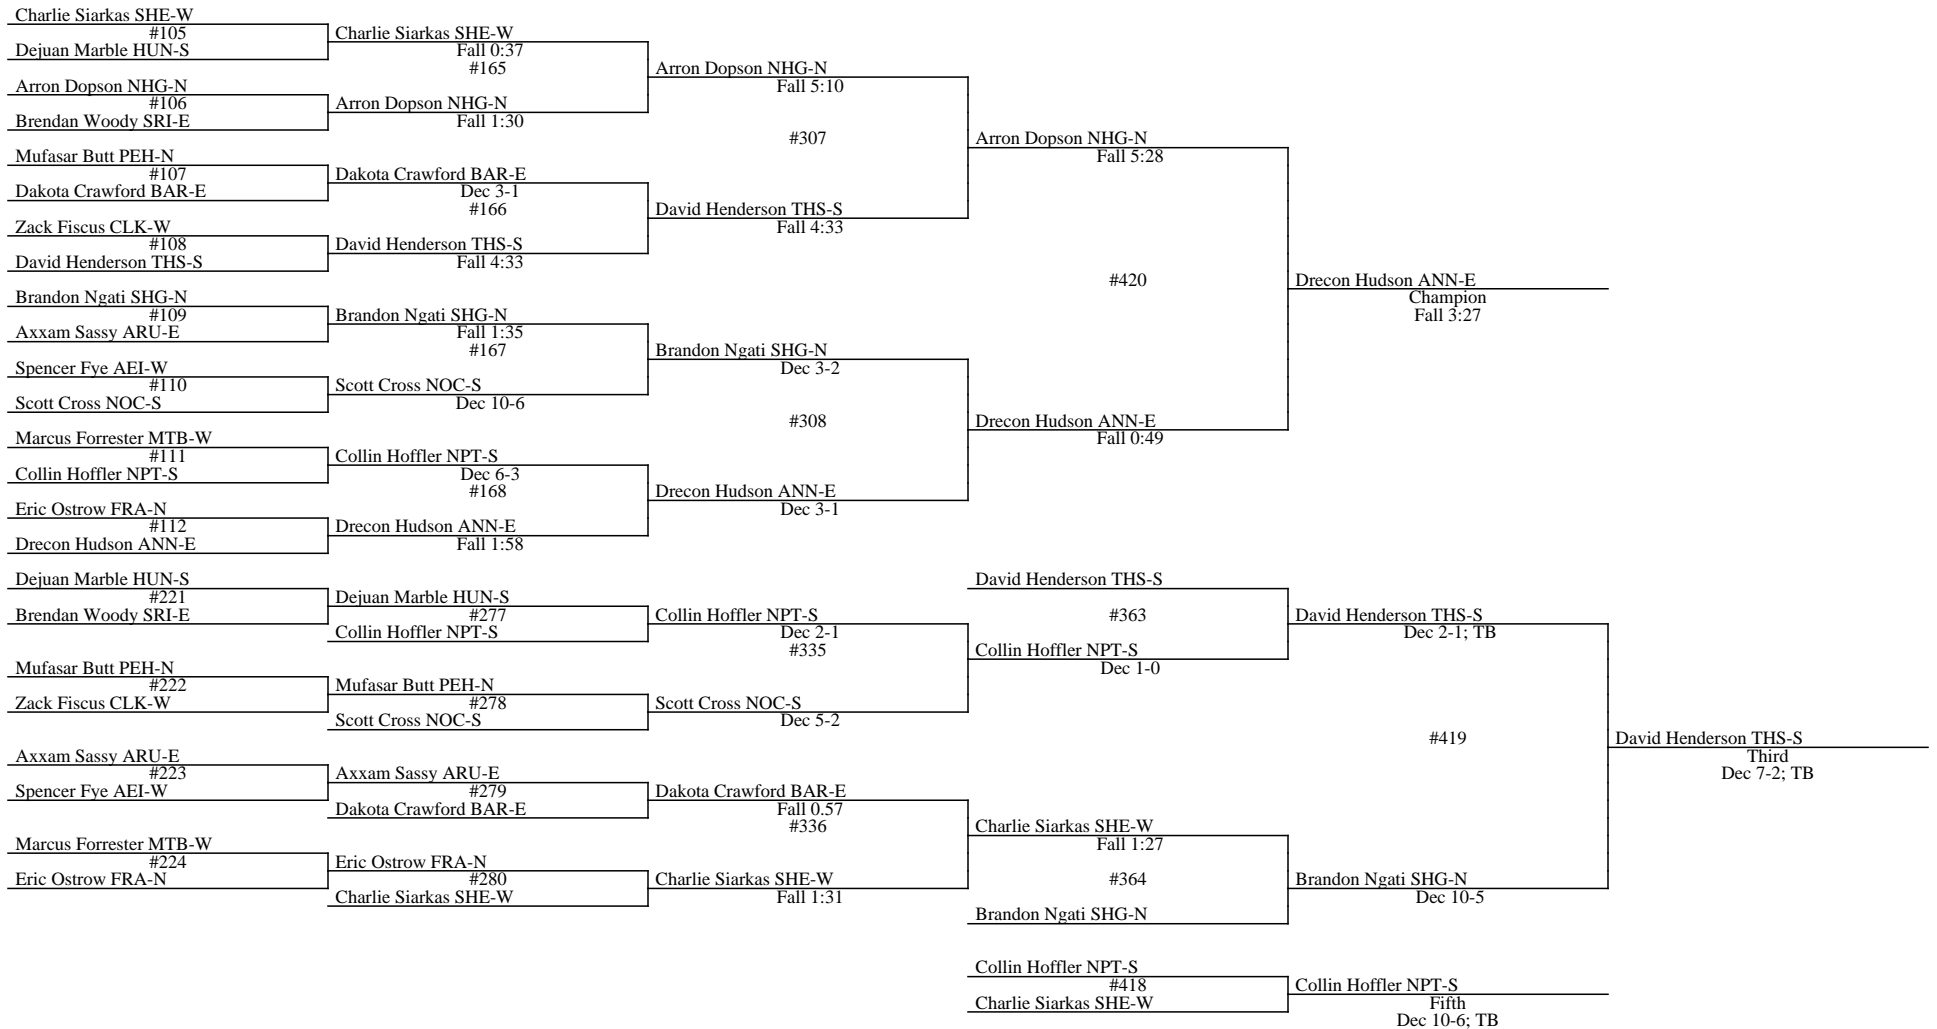 Charlie Siarkas SHE-W
#105
Dejuan Marble HUN-S
Arron Dopson NHG-N
#106
Brendan Woody SRI-E
Mufasar Butt PEH-N
#107
Dakota Crawford BAR-E
Zack Fiscus CLK-W
#108
David Henderson THS-S
Brandon Ngati SHG-N
#109
Axxam Sassy ARU-E
Spencer Fye AEI-W
#110
Scott Cross NOC-S
Marcus Forrester MTB-W
#111
Collin Hoffler NPT-S
Eric Ostrow FRA-N
#112
Drecon Hudson ANN-E
Charlie Siarkas SHE-W
Fall 0:37
#165
Arron Dopson NHG-N
Fall 1:30
Dakota Crawford BAR-E
Dec 3-1
#166
David Henderson THS-S
Fall 4:33
Brandon Ngati SHG-N
Fall 1:35
#167
Scott Cross NOC-S
Dec 10-6
Collin Hoffler NPT-S
Dec 6-3
#168
Drecon Hudson ANN-E
Fall 1:58
Arron Dopson NHG-N
Fall 5:10
#307
David Henderson THS-S
Fall 4:33
Brandon Ngati SHG-N
Dec 3-2
#308
Drecon Hudson ANN-E
Dec 3-1
Arron Dopson NHG-N
Fall 5:28
#420
Drecon Hudson ANN-E
Fall 0:49
Drecon Hudson ANN-E
Champion
Fall 3:27
Dejuan Marble HUN-S
#221
Brendan Woody SRI-E
Mufasar Butt PEH-N
#222
Zack Fiscus CLK-W
Axxam Sassy ARU-E
#223
Spencer Fye AEI-W
Marcus Forrester MTB-W
#224
Eric Ostrow FRA-N
Dejuan Marble HUN-S
#277
Collin Hoffler NPT-S
Mufasar Butt PEH-N
#278
Scott Cross NOC-S
Axxam Sassy ARU-E
#279
Dakota Crawford BAR-E
Eric Ostrow FRA-N
#280
Charlie Siarkas SHE-W
Collin Hoffler NPT-S
Dec 2-1
#335
Scott Cross NOC-S
Dec 5-2
Dakota Crawford BAR-E
Fall 0.57
#336
Charlie Siarkas SHE-W
Fall 1:31
David Henderson THS-S
#363
Collin Hoffler NPT-S
Dec 1-0
Charlie Siarkas SHE-W
Fall 1:27
#364
Brandon Ngati SHG-N
David Henderson THS-S
Dec 2-1; TB
#419
Brandon Ngati SHG-N
Dec 10-5
David Henderson THS-S
Third
Dec 7-2; TB
Collin Hoffler NPT-S
#418
Charlie Siarkas SHE-W
Collin Hoffler NPT-S
Fifth
Dec 10-6; TB